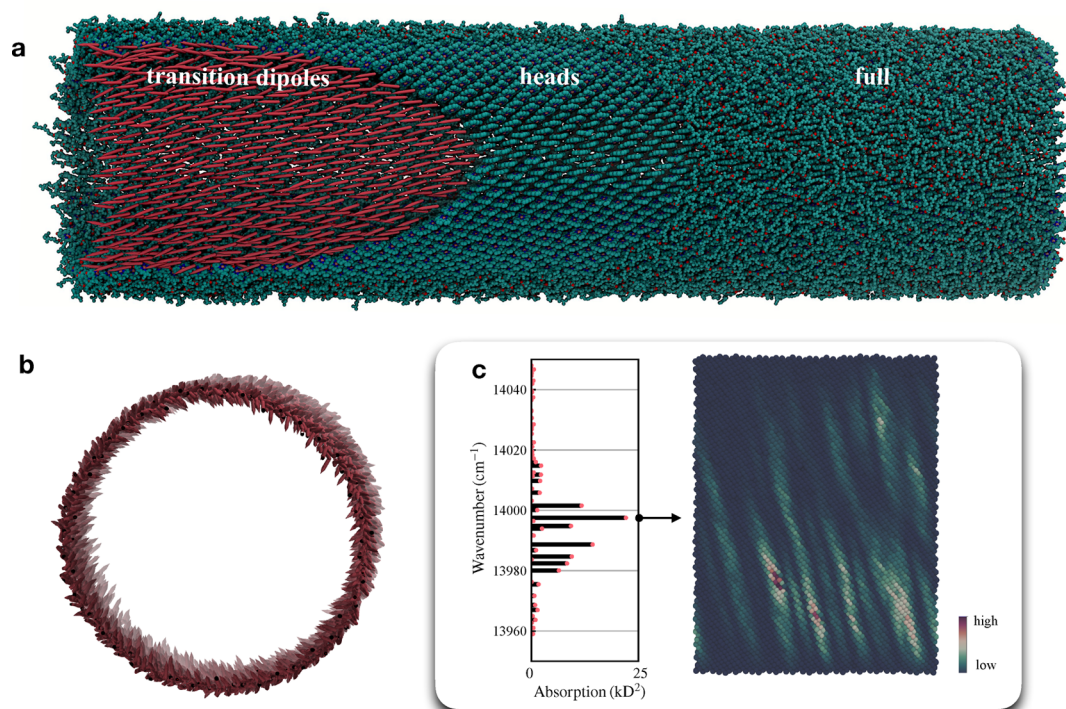 a
transition dipoles
heads
full
b
c
Wavenumber (cm⁻¹)
14040
14020
14000
13980
13960
0
25
Absorption (kD²)
high
low